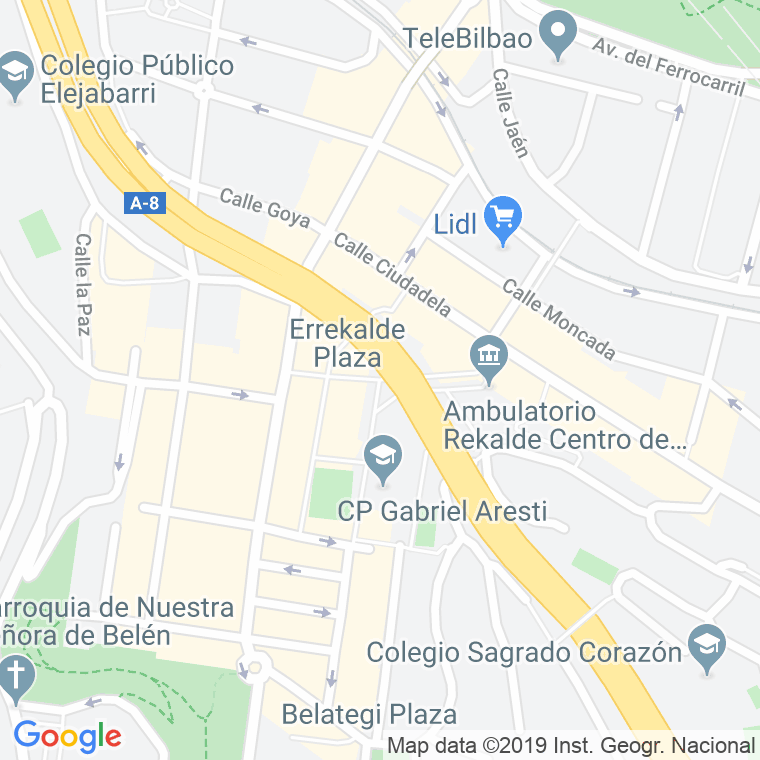 TeleBilbao
Av. del Ferrocarril
Colegio Público
Elejabarri
Calle Jaén
A-8
Calle Goya
Lidl
Calle la Paz
Calle Ciudadela
Calle Moncada
Errekalde
Plaza
Ambulatorio
Rekalde Centro de...
CP Gabriel Aresti
arroquia de Nuestra
eñora de Belén
Colegio Sagrado Corazón
Belategi Plaza
Google
Map data ©2019 Inst. Geogr. Nacional